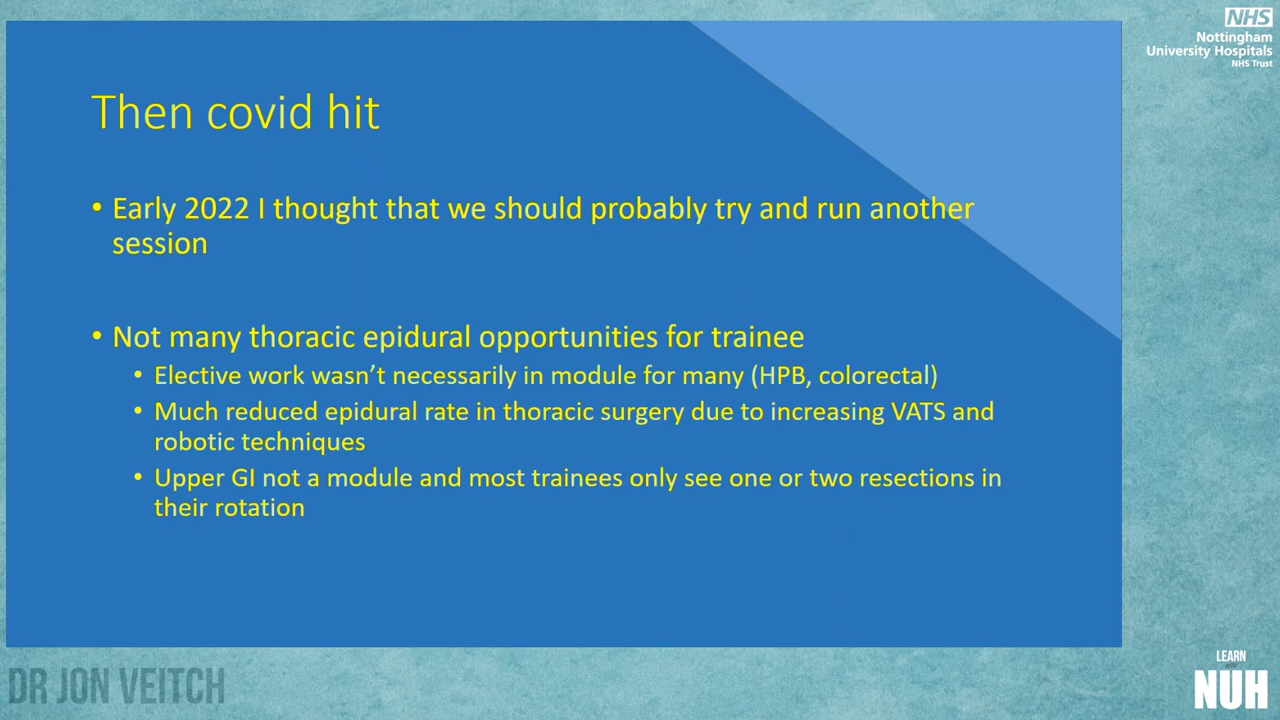 NHS
Nottingham
University Hospitals
NHS Trust
Then covid hit
• Early 2022 I thought that we should probably try and run another
session
• Not many thoracic epidural opportunities for trainee
• Elective work wasn’t necessarily in module for many (HPB, colorectal)
• Much reduced epidural rate in thoracic surgery due to increasing VATS and
robotic techniques
• Upper GI not a module and most trainees only see one or two resections in
their rotation
DR JON VEITCH
LEARN
NUH